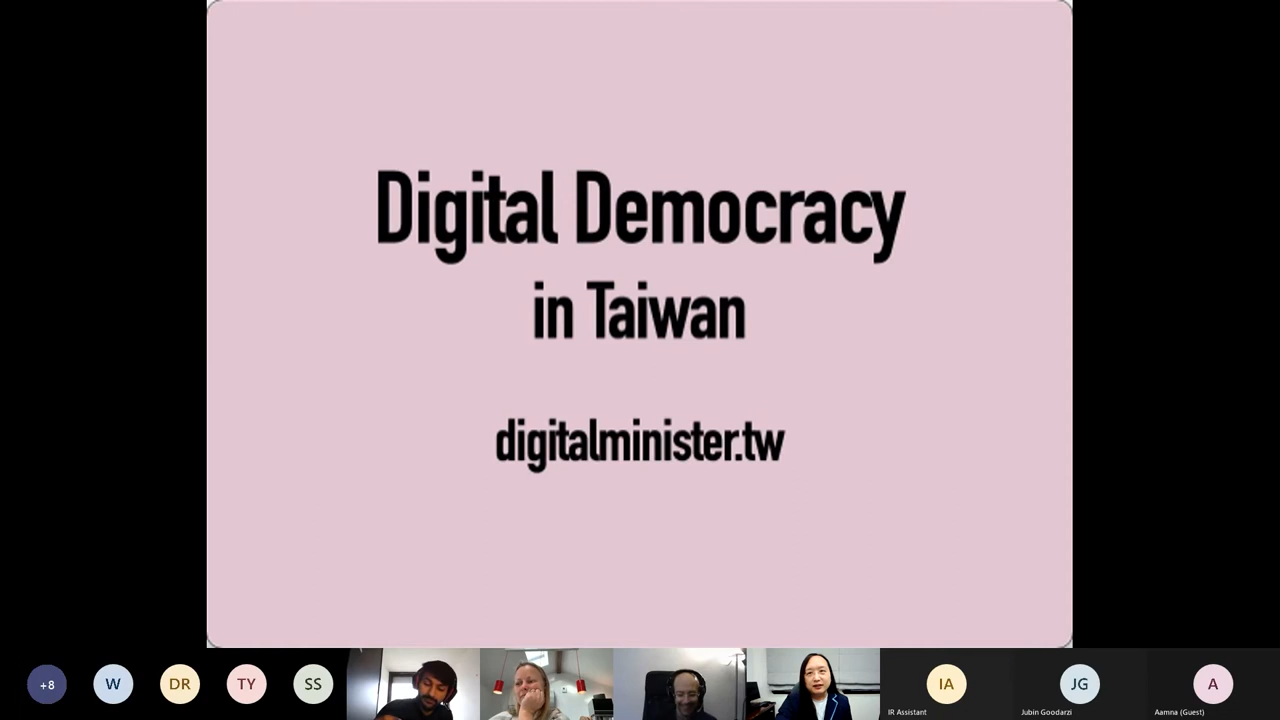 Digital Democracy
in Taiwan
digitalminister.tw
+8
W
DR
TY
SS
IA
IR Assistant
JG
Jubin Goodarzi
A
Aamna (Guest)